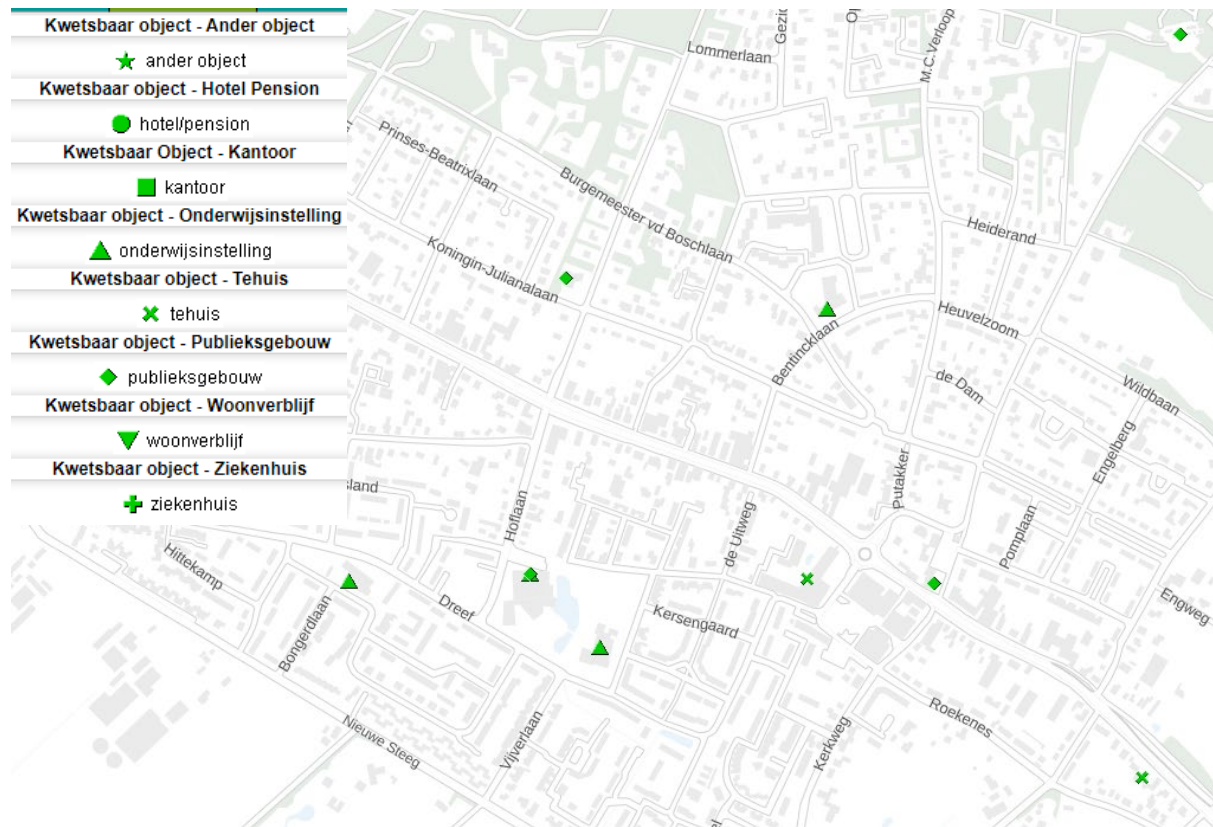 Kwetsbaar object - Ander object
ander object
Kwetsbaar object - Hotel Pension
hotel/pension
Kwetsbaar Object - Kantoor
kantoor
Kwetsbaar object - Onderwijsinstelling
onderwijsinstelling
Kwetsbaar object - Tehuis
tehuis
Kwetsbaar object - Publieksgebouw
publieksgebouw
Kwetsbaar object - Woonverblijf
woonverblijf
Kwetsbaar object - Ziekenhuis
ziekenhuis
Lommerlaan
M.C.Verloop
Prinses-Beatrixlaan
Burgemeester vd Boschlaan
Koningin-Julianalaan
Heiderand
Heuvelzoom
Bentincklaan
de Dam
Wildbaan
Engelberg
Putakker
Pomplaan
Hoflaan
de Uitweg
Hittekamp
Bongerdlaan
Dreef
Kersengaard
Engweg
Nieuwe Steeg
Vijverlaan
Kerkweg
Roekenes